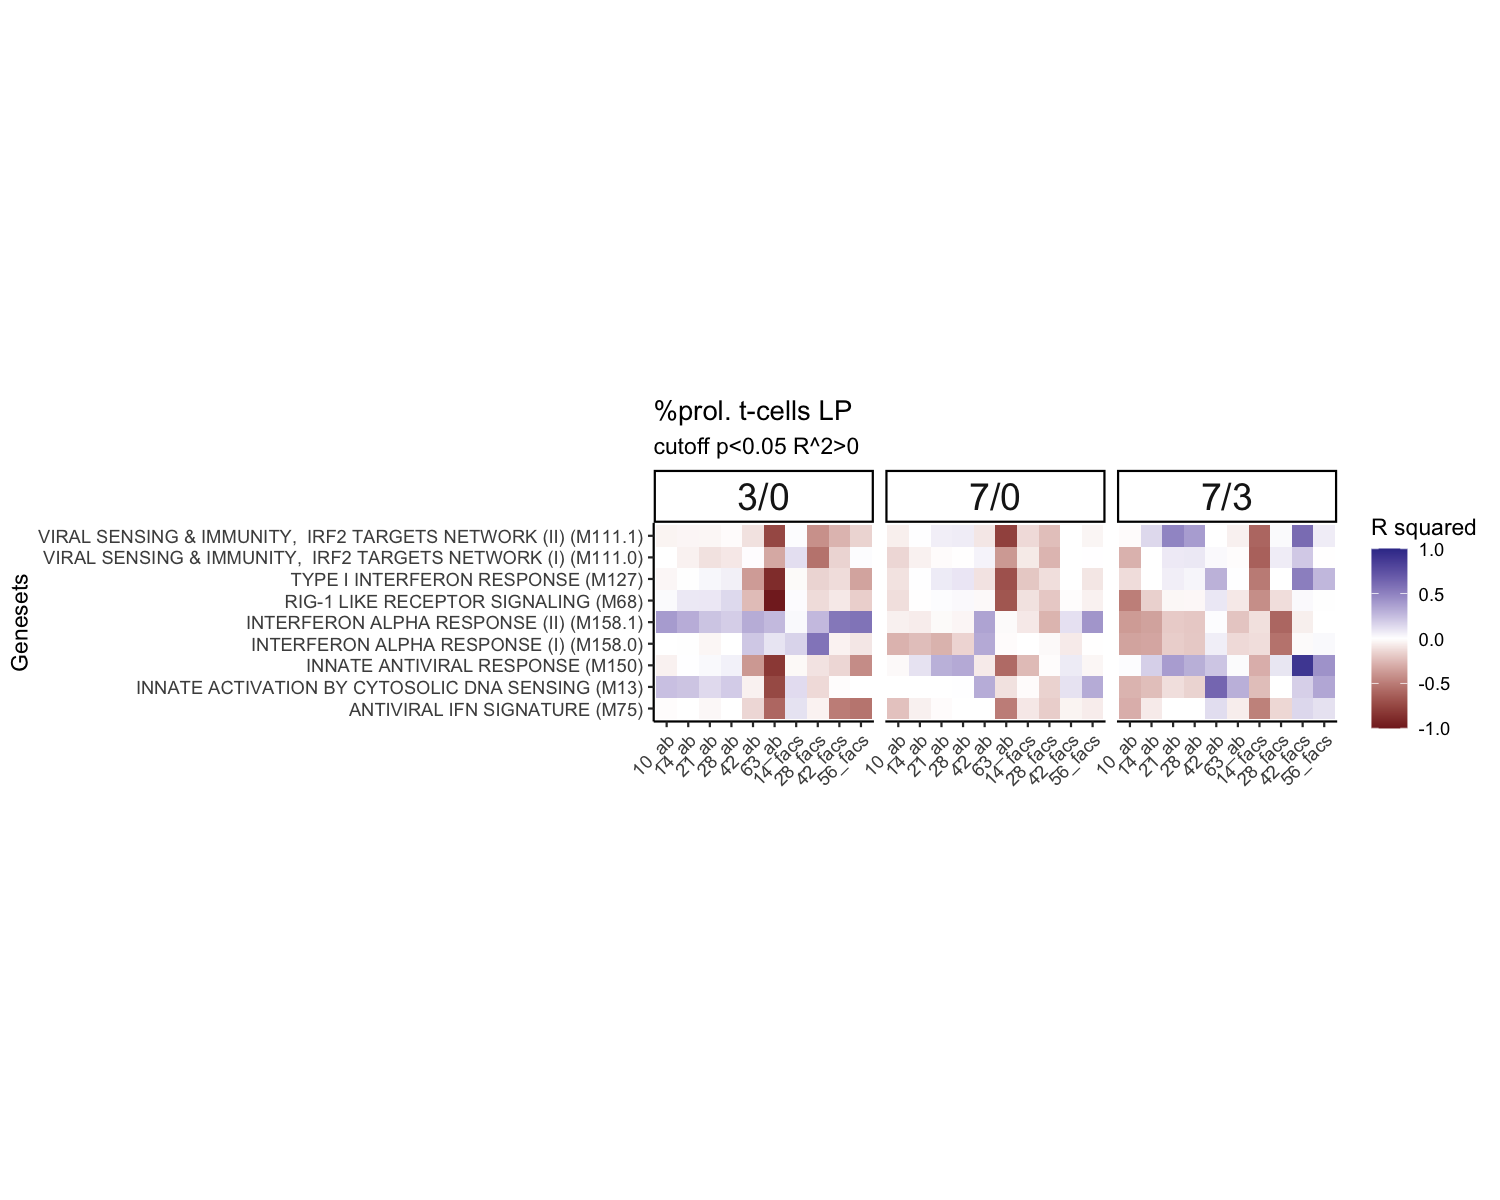 %prol. t-cells LP
cutoff p<0.05 R^2>0
3/0 7/0 7/3
Genesets
VIRAL SENSING & IMMUNITY,  IRF2 TARGETS NETWORK (II) (M111.1)
VIRAL SENSING & IMMUNITY,  IRF2 TARGETS NETWORK (I) (M111.0)
TYPE I INTERFERON RESPONSE (M127)
RIG-1 LIKE RECEPTOR SIGNALING (M68)
INTERFERON ALPHA RESPONSE (II) (M158.1)
INTERFERON ALPHA RESPONSE (I) (M158.0)
INNATE ANTIVIRAL RESPONSE (M150)
INNATE ACTIVATION BY CYTOSOLIC DNA SENSING (M13)
ANTIVIRAL IFN SIGNATURE (M75)
10_ab 14_ab 21_ab 28_ab 42_ab 63_ab 14_facs 28_facs 42_facs 56_facs
10_ab 14_ab 21_ab 28_ab 42_ab 63_ab 14_facs 28_facs 42_facs 56_facs
10_ab 14_ab 21_ab 28_ab 42_ab 63_ab 14_facs 28_facs 42_facs 56_facs
R squared
1.0
0.5
0.0
-0.5
-1.0